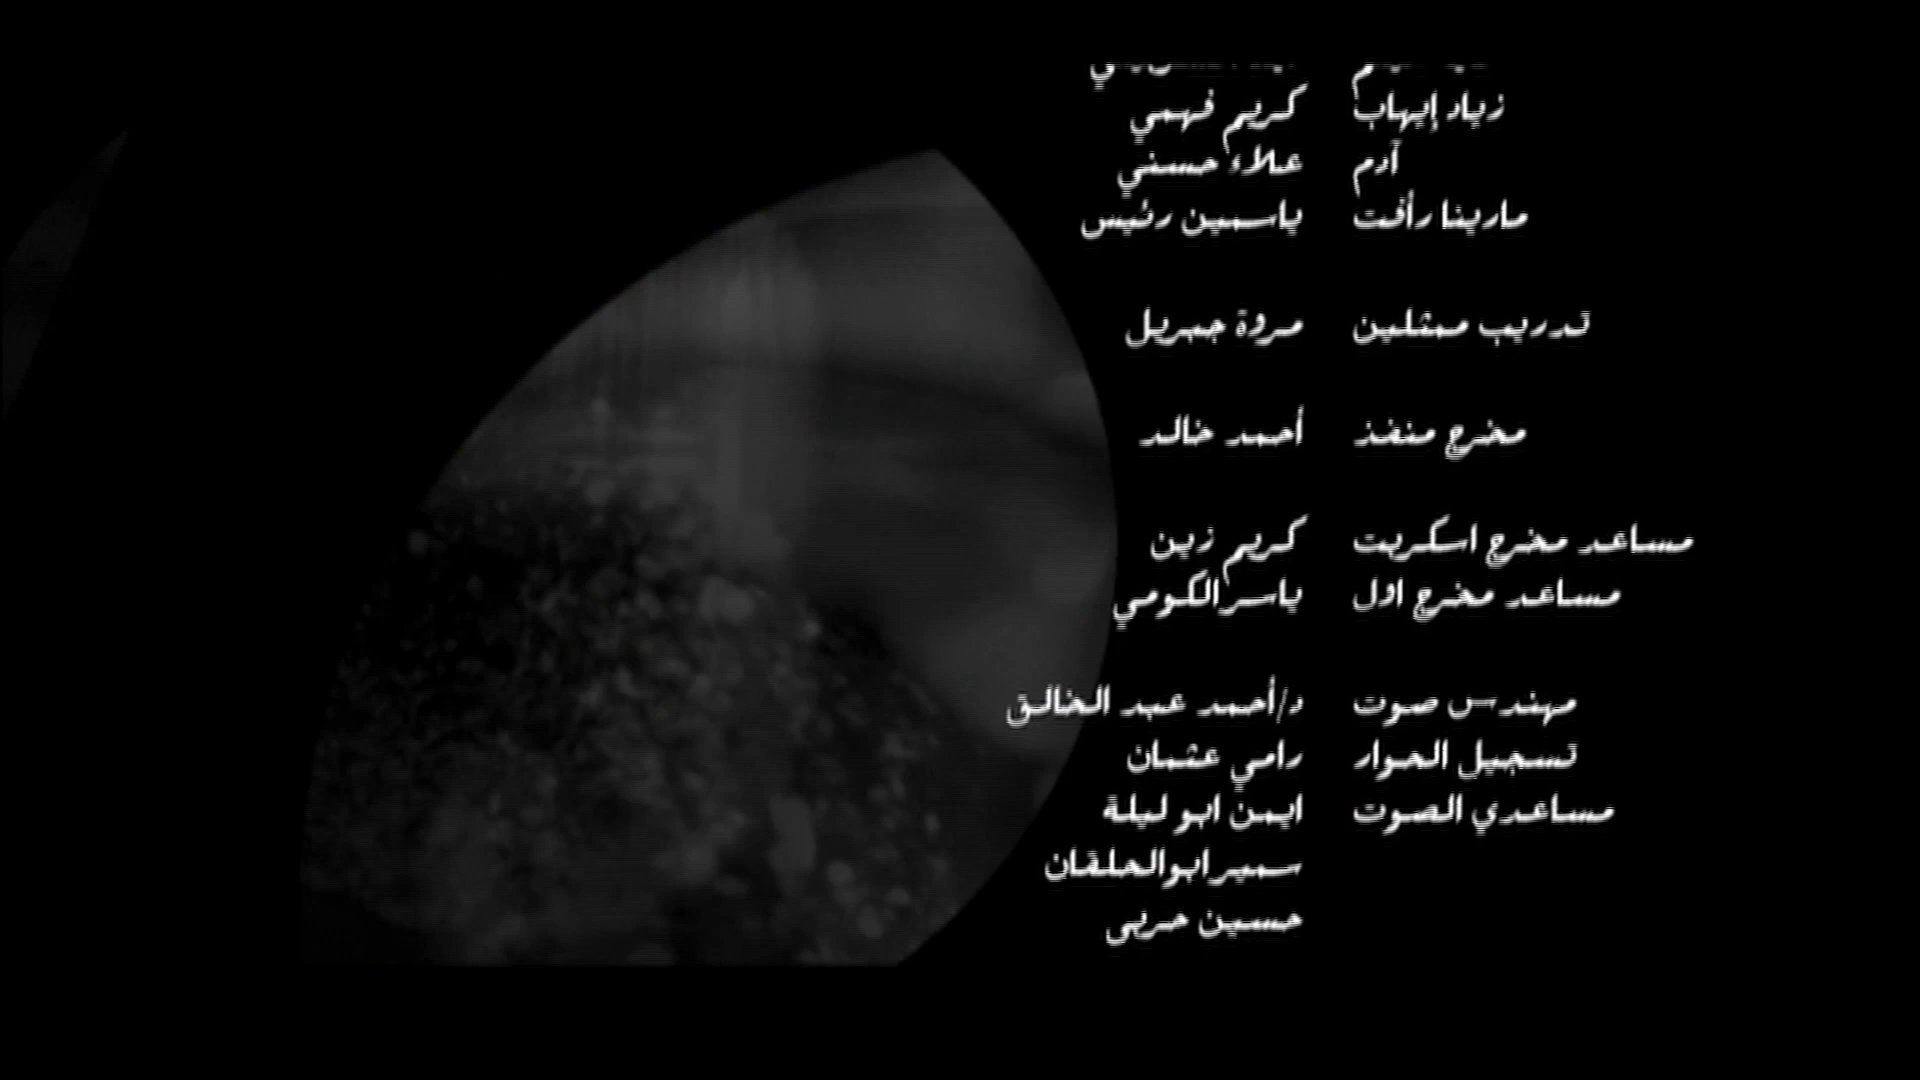 زياد إيهاب كريم فهمي
آدم علاء حسني
مارينا رأفت ياسمين رئيس
تدريب ممثلين مروة جبريل
مخرج منفذ أحمد خالد
مساعد مخرج اسكريبت كريم زين
مساعد مخرج اول ياسر الكومي
مهندس صوت د/أحمد عبد الخالق
تسجيل الحوار رامي عثمان
مساعدي الصوت ايمن ابو ليلة
سمير ابوالحلقان
حسين حربى